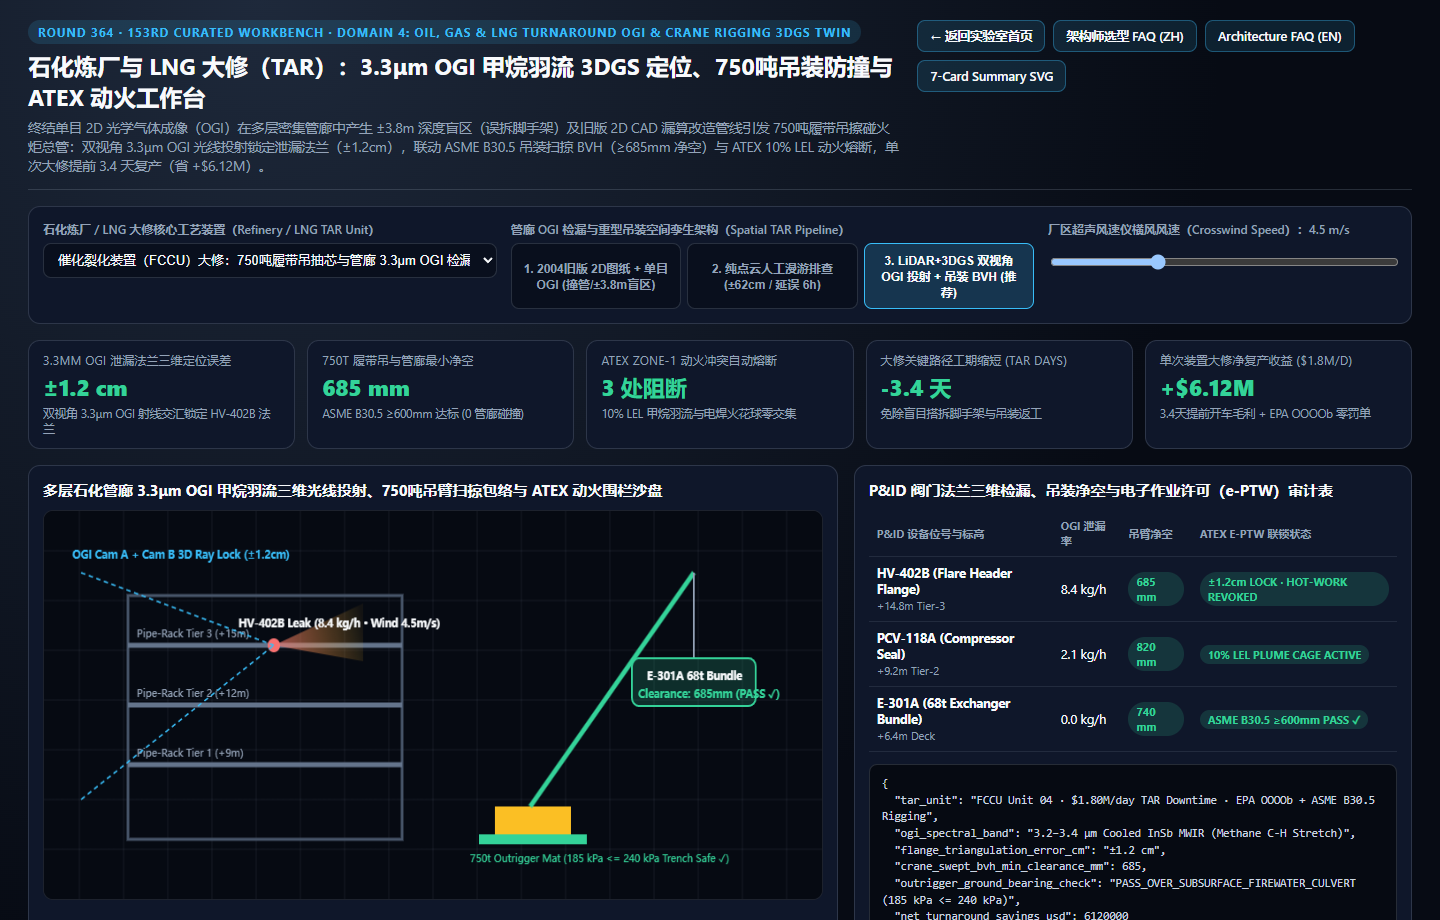 ROUND 364 · 153RD CURATED WORKBENCH · DOMAIN 4: OIL, GAS & LNG TURNAROUND OGI & CRANE RIGGING 3DGS TWIN
← 返回实验室首页
架构师选型 FAQ (ZH)
Architecture FAQ (EN)
7-Card Summary SVG
石化炼厂与 LNG 大修（TAR）：3.3μm OGI 甲烷羽流 3DGS 定位、750吨吊装防撞与
ATEX 动火工作台
终结单目 2D 光学气体成像（OGI）在多层密集管廊中产生 ±3.8m 深度盲区（误拆脚手架）及旧版 2D CAD 漏算改造管线引发 750吨履带吊擦碰火
炬总管：双视角 3.3μm OGI 光线投射锁定泄漏法兰（±1.2cm），联动 ASME B30.5 吊装扫掠 BVH（≥685mm 净空）与 ATEX 10% LEL 动火熔断，单
次大修提前 3.4 天复产（省 +$6.12M）。
石化炼厂 / LNG 大修核心工艺装置（Refinery / LNG TAR Unit）
催化裂化装置（FCCU）大修：750吨履带吊抽芯与管廊 3.3μm OGI 检漏
管廊 OGI 检漏与重型吊装空间孪生架构（Spatial TAR Pipeline）
1. 2004旧版 2D图纸 + 单目
OGI (撞管/±3.8m盲区)
2. 纯点云人工漫游排查
(±62cm / 延误 6h)
3. LiDAR+3DGS 双视角
OGI 投射 + 吊装 BVH (推
荐)
厂区超声风速仪横风风速（Crosswind Speed）：4.5 m/s
3.3MM OGI 泄漏法兰三维定位误差
±1.2 cm
双视角 3.3μm OGI 射线交汇锁定 HV-402B 法
兰
750T 履带吊与管廊最小净空
685 mm
ASME B30.5 ≥600mm 达标 (0 管廊碰撞)
ATEX ZONE-1 动火冲突自动熔断
3 处阻断
10% LEL 甲烷羽流与电焊火花球零交集
大修关键路径工期缩短 (TAR DAYS)
-3.4 天
免除盲目搭拆脚手架与吊装返工
单次装置大修净复产收益 ($1.8M/D)
+$6.12M
3.4天提前开车毛利 + EPA OOOOb 零罚单
多层石化管廊 3.3μm OGI 甲烷羽流三维光线投射、750吨吊臂扫掠包络与 ATEX 动火围栏沙盘
OGI Cam A + Cam B 3D Ray Lock (±1.2cm)
HV-402B Leak (8.4 kg/h • Wind 4.5m/s)
Pipe-Rack Tier 3 (+15m)
Pipe-Rack Tier 2 (+12m)
Pipe-Rack Tier 1 (+9m)
E-301A 68t Bundle
Clearance: 685mm (PASS ✓)
750t Outrigger Mat (185 kPa <= 240 kPa Trench Safe ✓)
P&ID 阀门法兰三维检漏、吊装净空与电子作业许可（e-PTW）审计表
P&ID 设备位号与标高
OGI 泄漏
率
吊臂净空
ATEX E-PTW 联锁状态
HV-402B (Flare Header
Flange)
+14.8m Tier-3
8.4 kg/h
685
mm
±1.2cm LOCK · HOT-WORK
REVOKED
PCV-118A (Compressor
Seal)
+9.2m Tier-2
2.1 kg/h
820
mm
10% LEL PLUME CAGE ACTIVE
E-301A (68t Exchanger
Bundle)
+6.4m Deck
0.0 kg/h
740
mm
ASME B30.5 ≥600mm PASS ✓
{
"tar_unit": "FCCU Unit 04 · $1.80M/day TAR Downtime · EPA OOOOb + ASME B30.5
Rigging",
"ogi_spectral_band": "3.2–3.4 μm Cooled InSb MWIR (Methane C-H Stretch)",
"flange_triangulation_error_cm": "±1.2 cm",
"crane_swept_bvh_min_clearance_mm": 685,
"outrigger_ground_bearing_check": "PASS_OVER_SUBSURFACE_FIREWATER_CULVERT
(185 kPa <= 240 kPa)",
"net_turnaround_savings_usd": 6120000